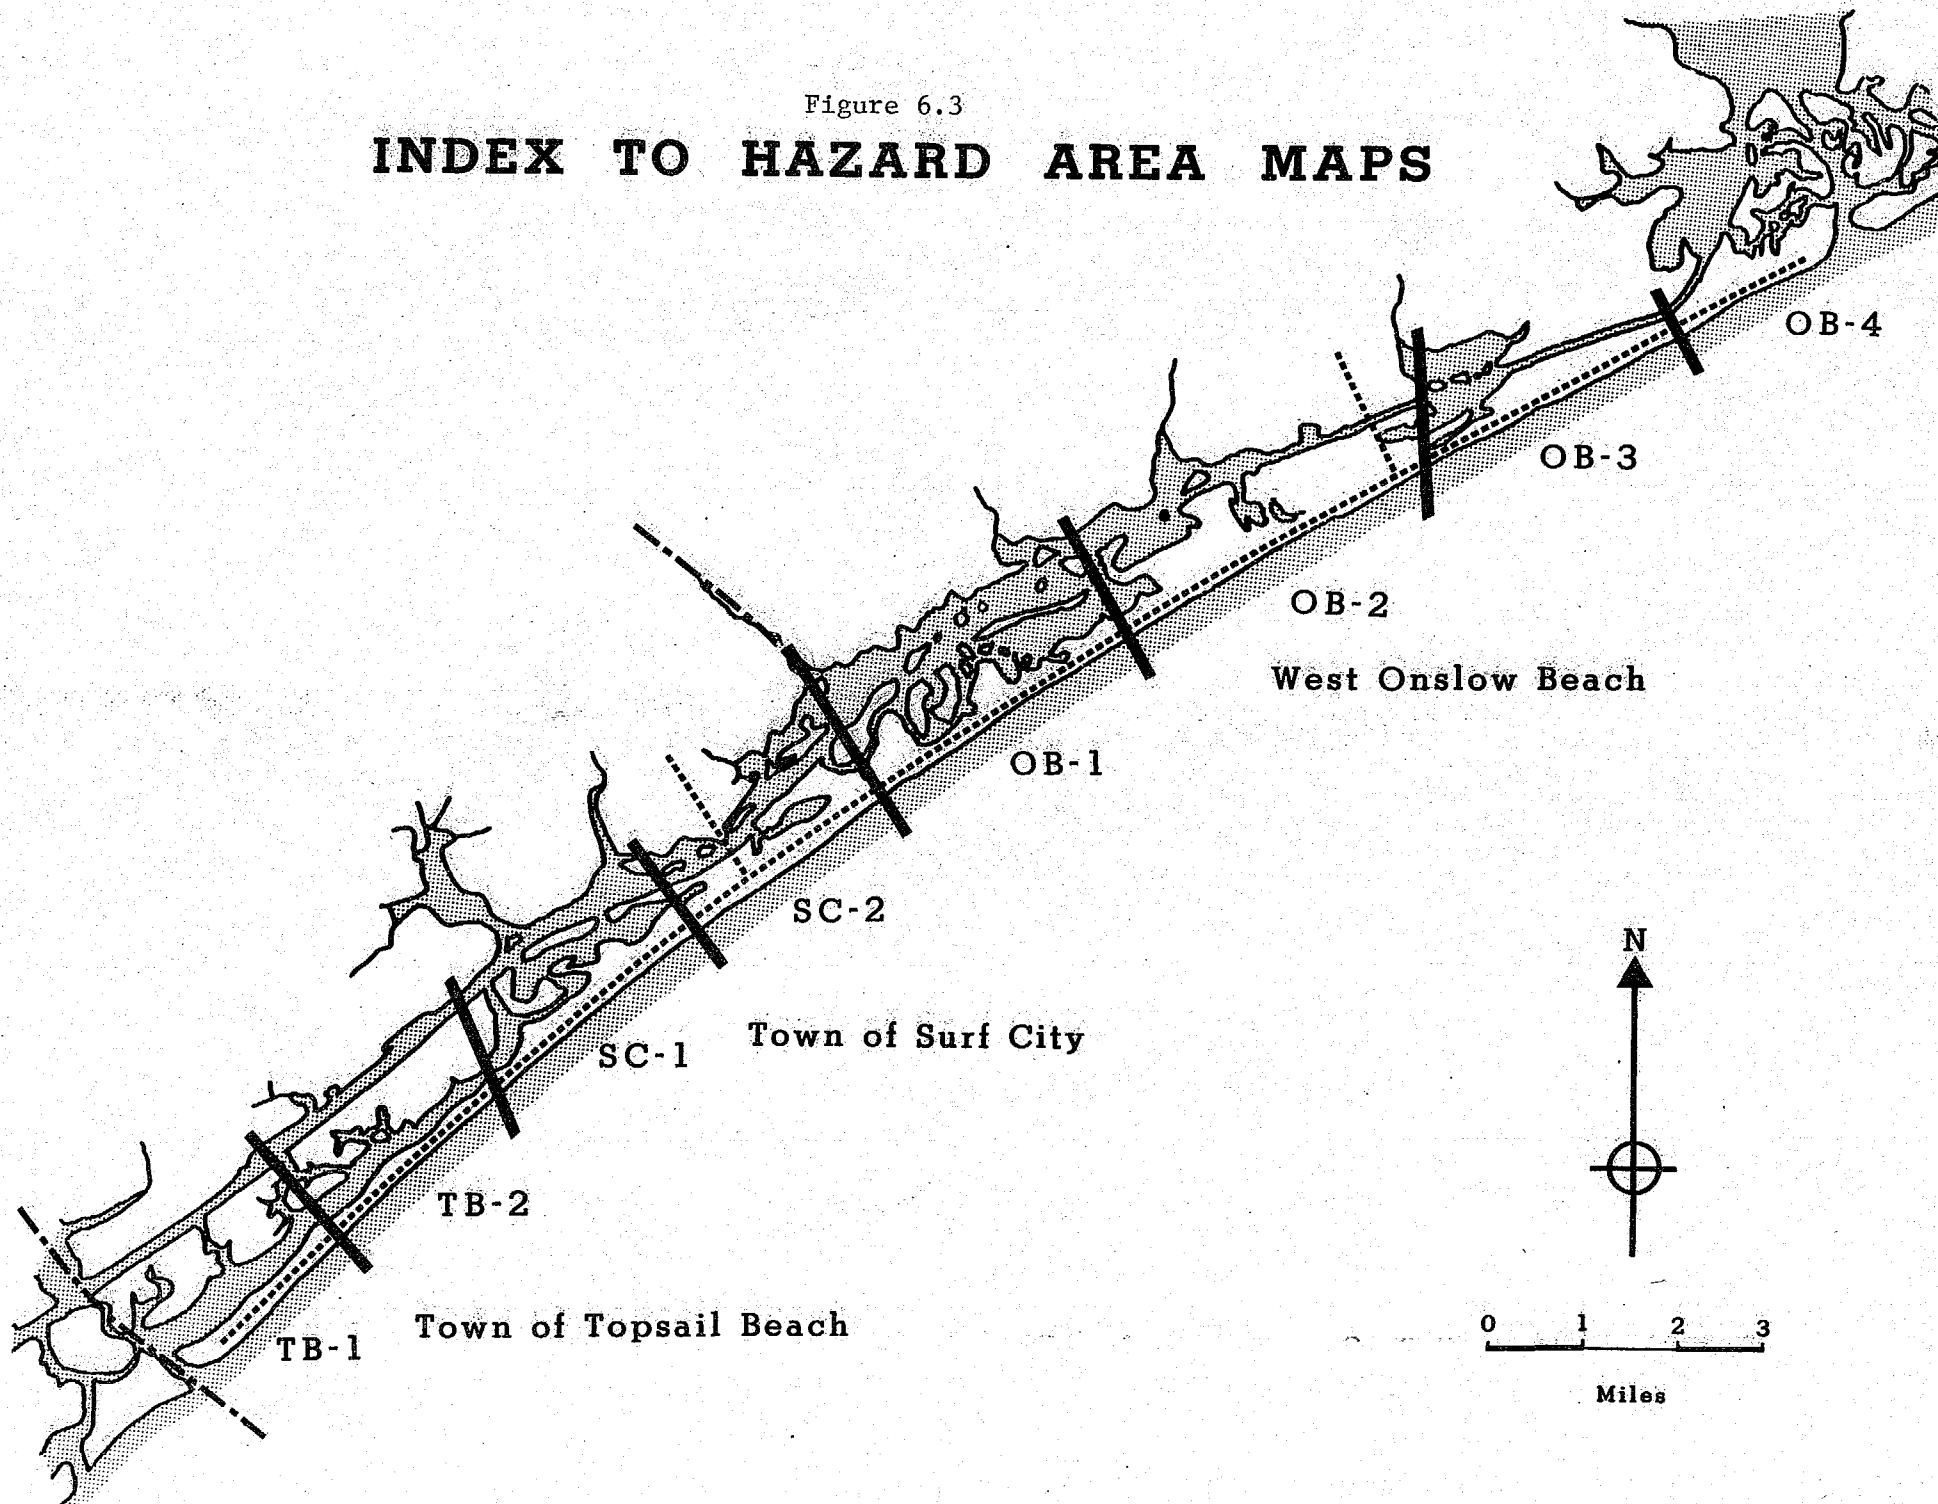 Figure 6.3
INDEX TO HAZARD AREA MAPS
OB-4
OB-3
OB-2
West Onslow Beach
OB-1
SC-2
N
Town of Surf City
SC-1
TB-2
Town of Topsail Beach
TB-1
0 1 2 3
Miles